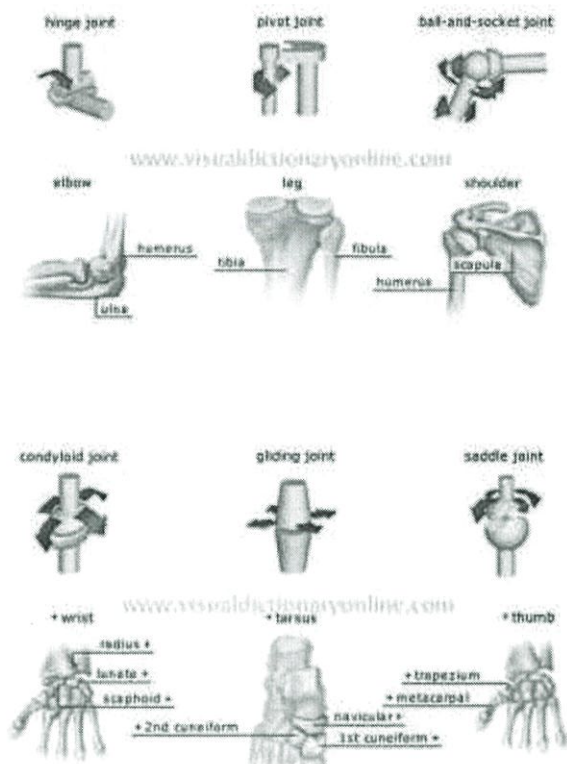 hinge joint
pivot joint
ball-and-socket joint
www.visualdictionaryonline.com
elbow
leg
shoulder
humerus
fibula
tibia
scapula
humerus
ulna
condyloid joint
gliding joint
saddle joint
www.visualdictionaryonline.com
+ wrist
+ tarsus
+ thumb
radius +
lunate +
+ trapezium
scaphoid +
+ metacarpal
navicular +
+ 2nd cuneiform
1st cuneiform +